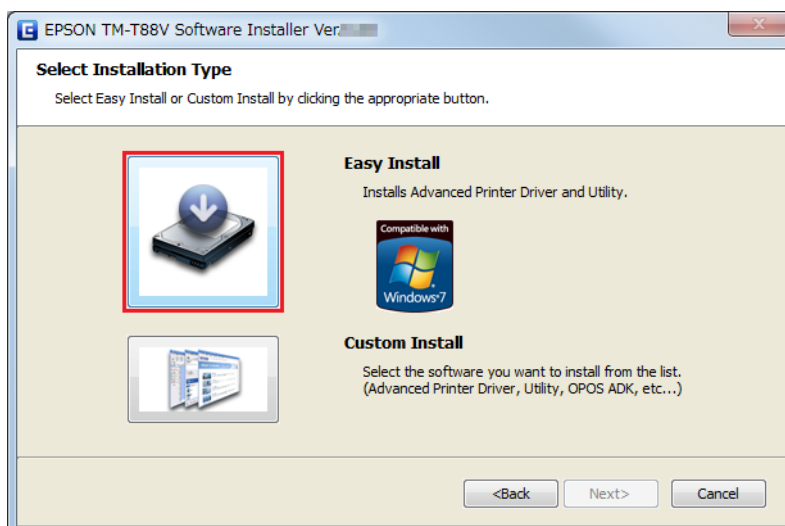 EPSON TM-T88V Software Installer Ver.
Select Installation Type
Select Easy Install or Custom Install by clicking the appropriate button.
Easy Install
Installs Advanced Printer Driver and Utility.
Compatible with
Windows 7
Custom Install
Select the software you want to install from the list.
(Advanced Printer Driver, Utility, OPOS ADK, etc...)
<Back
Next>
Cancel